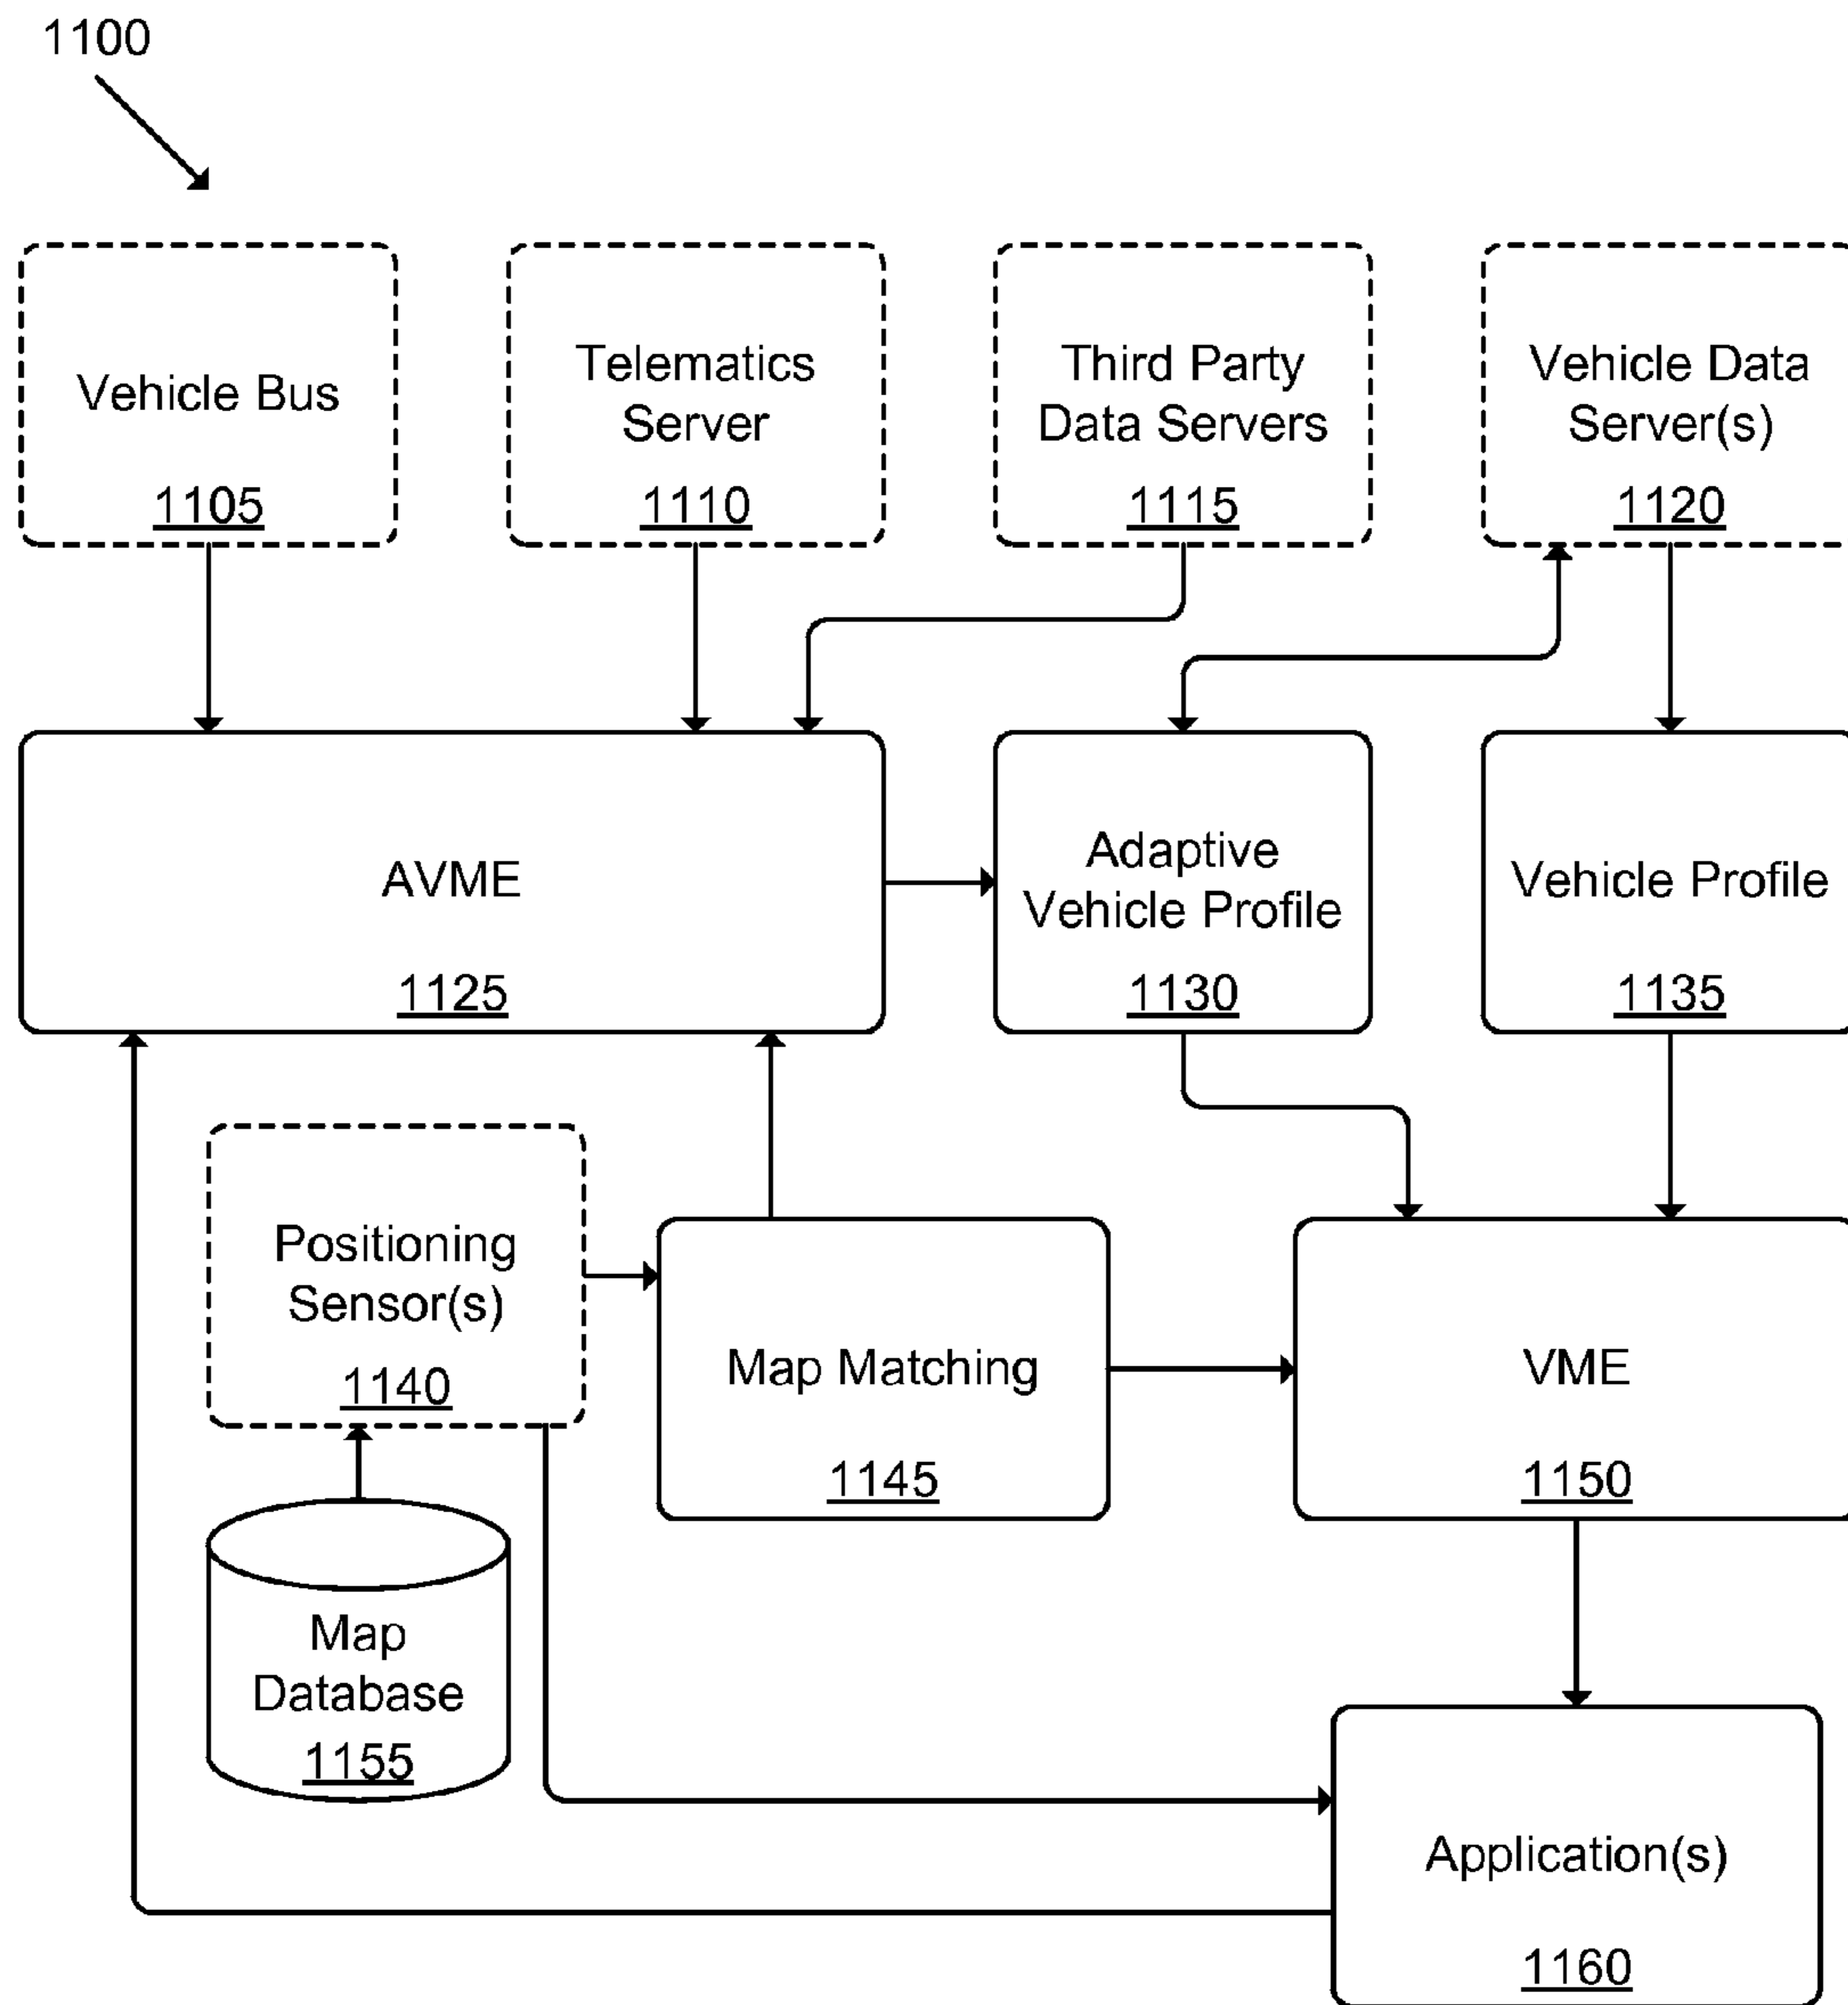 1100
Vehicle Bus
1105
Telematics
Server
1110
Third Party
Data Servers
1115
Vehicle Data
Server(s)
1120
AVME
1125
Adaptive
Vehicle Profile
1130
Vehicle Profile
1135
Positioning
Sensor(s)
1140
Map Matching
1145
VME
1150
Map
Database
1155
Application(s)
1160